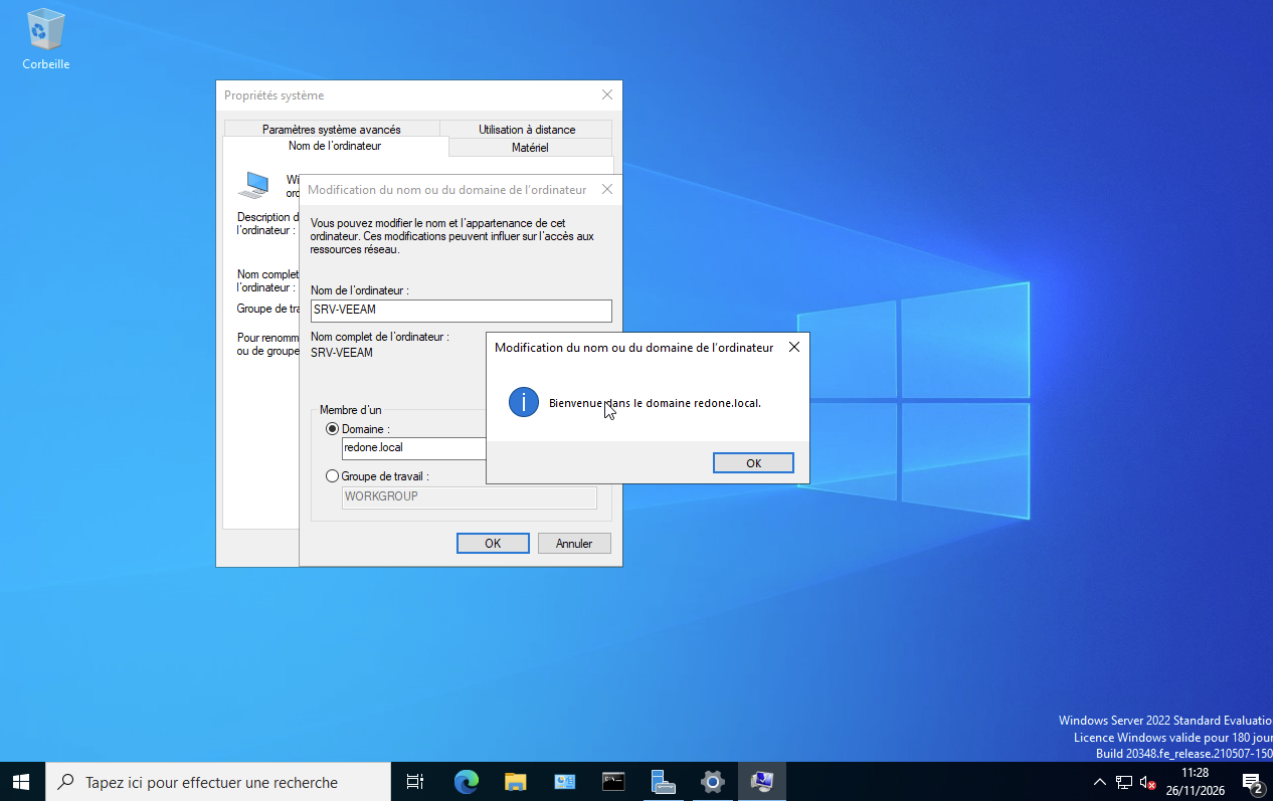 Corbeille
Propriétés système
Paramètres système avancés
Utilisation à distance
Nom de l'ordinateur
Matériel
Modification du nom ou du domaine de l'ordinateur
Description d
l'ordinateur :
Vous pouvez modifier le nom et l'appartenance de cet
ordinateur. Ces modifications peuvent influer sur l'accès aux
ressources réseau.
Nom complet
l'ordinateur :
Nom de l'ordinateur :
Groupe de tra
SRV-VEEAM
Pour renomm
ou de groupe
Nom complet de l'ordinateur :
SRV-VEEAM
Modification du nom ou du domaine de l'ordinateur
Bienvenue dans le domaine redone.local.
OK
Membre d'un
Domaine :
redone.local
Groupe de travail :
WORKGROUP
OK
Annuler
Windows Server 2022 Standard Evaluatio
Licence Windows valide pour 180 jour
Build 20348.fe_release.210507-150
Tapez ici pour effectuer une recherche
11:28
26/11/2026
2